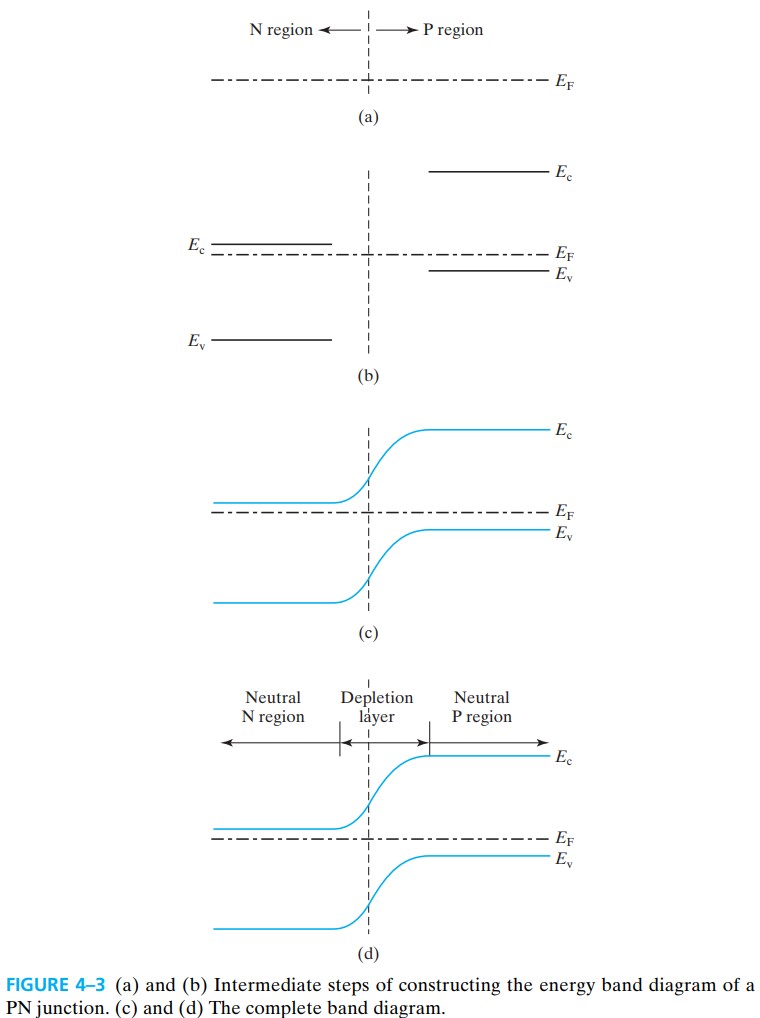 N region P region
E_F
(a)
E_c
E_c
E_F
E_v
E_v
(b)
E_c
E_F
E_v
(c)
Neutral Depletion Neutral
N region layer P region
E_c
E_F
E_v
(d)
FIGURE 4–3 (a) and (b) Intermediate steps of constructing the energy band diagram of a
PN junction. (c) and (d) The complete band diagram.